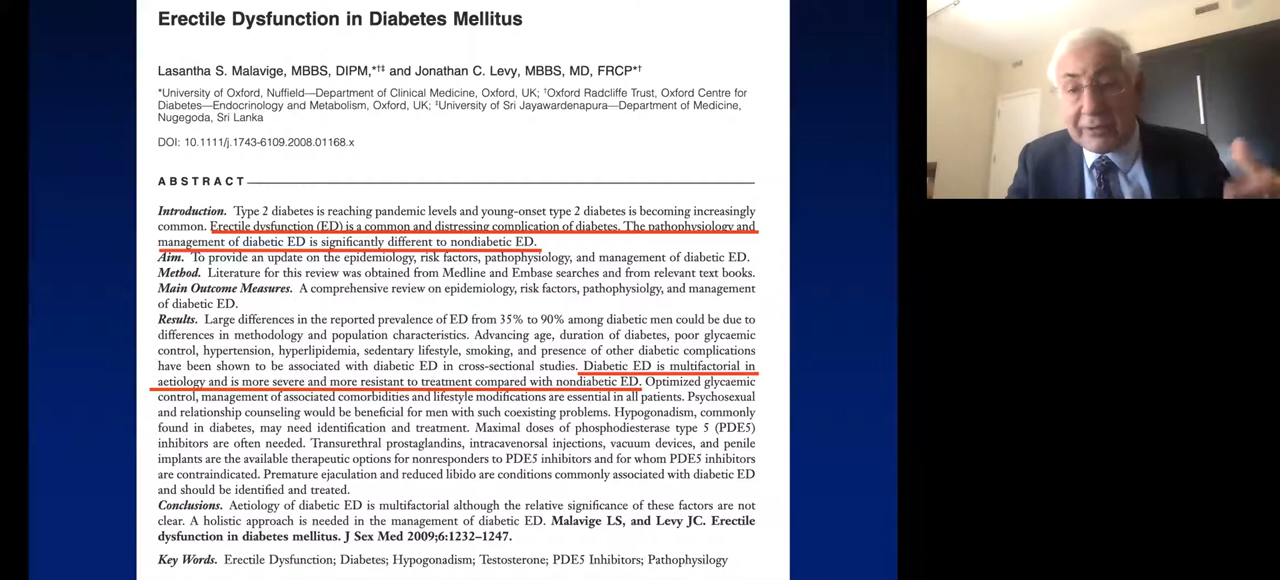 Erectile Dysfunction in Diabetes Mellitus
Lasantha S. Malavige, MBBS, DIPM,*†‡ and Jonathan C. Levy, MBBS, MD, FRCP*†
*University of Oxford, Nuffield—Department of Clinical Medicine, Oxford, UK; †Oxford Radcliffe Trust, Oxford Centre for
Diabetes—Endocrinology and Metabolism, Oxford, UK; ‡University of Sri Jayawardenapura—Department of Medicine,
Nugegoda, Sri Lanka
DOI: 10.1111/j.1743-6109.2008.01168.x
ABSTRACT
Introduction. Type 2 diabetes is reaching pandemic levels and young-onset type 2 diabetes is becoming increasingly
common. Erectile dysfunction (ED) is a common and distressing complication of diabetes. The pathophysiology and
management of diabetic ED is significantly different to nondiabetic ED.
Aim. To provide an update on the epidemiology, risk factors, pathophysiology, and management of diabetic ED.
Method. Literature for this review was obtained from Medline and Embase searches and from relevant text books.
Main Outcome Measures. A comprehensive review on epidemiology, risk factors, pathophysiolgy, and management
of diabetic ED.
Results. Large differences in the reported prevalence of ED from 35% to 90% among diabetic men could be due to
differences in methodology and population characteristics. Advancing age, duration of diabetes, poor glycaemic
control, hypertension, hyperlipidemia, sedentary lifestyle, smoking, and presence of other diabetic complications
have been shown to be associated with diabetic ED in cross-sectional studies. Diabetic ED is multifactorial in
aetiology and is more severe and more resistant to treatment compared with nondiabetic ED. Optimized glycaemic
control, management of associated comorbidities and lifestyle modifications are essential in all patients. Psychosexual
and relationship counseling would be beneficial for men with such coexisting problems. Hypogonadism, commonly
found in diabetes, may need identification and treatment. Maximal doses of phosphodiesterase type 5 (PDE5)
inhibitors are often needed. Transurethral prostaglandins, intracavenorsal injections, vacuum devices, and penile
implants are the available therapeutic options for nonresponders to PDE5 inhibitors and for whom PDE5 inhibitors
are contraindicated. Premature ejaculation and reduced libido are conditions commonly associated with diabetic ED
and should be identified and treated.
Conclusions. Aetiology of diabetic ED is multifactorial although the relative significance of these factors are not
clear. A holistic approach is needed in the management of diabetic ED. Malavige LS, and Levy JC. Erectile
dysfunction in diabetes mellitus. J Sex Med 2009;6:1232–1247.
Key Words. Erectile Dysfunction; Diabetes; Hypogonadism; Testosterone; PDE5 Inhibitors; Pathophysilogy